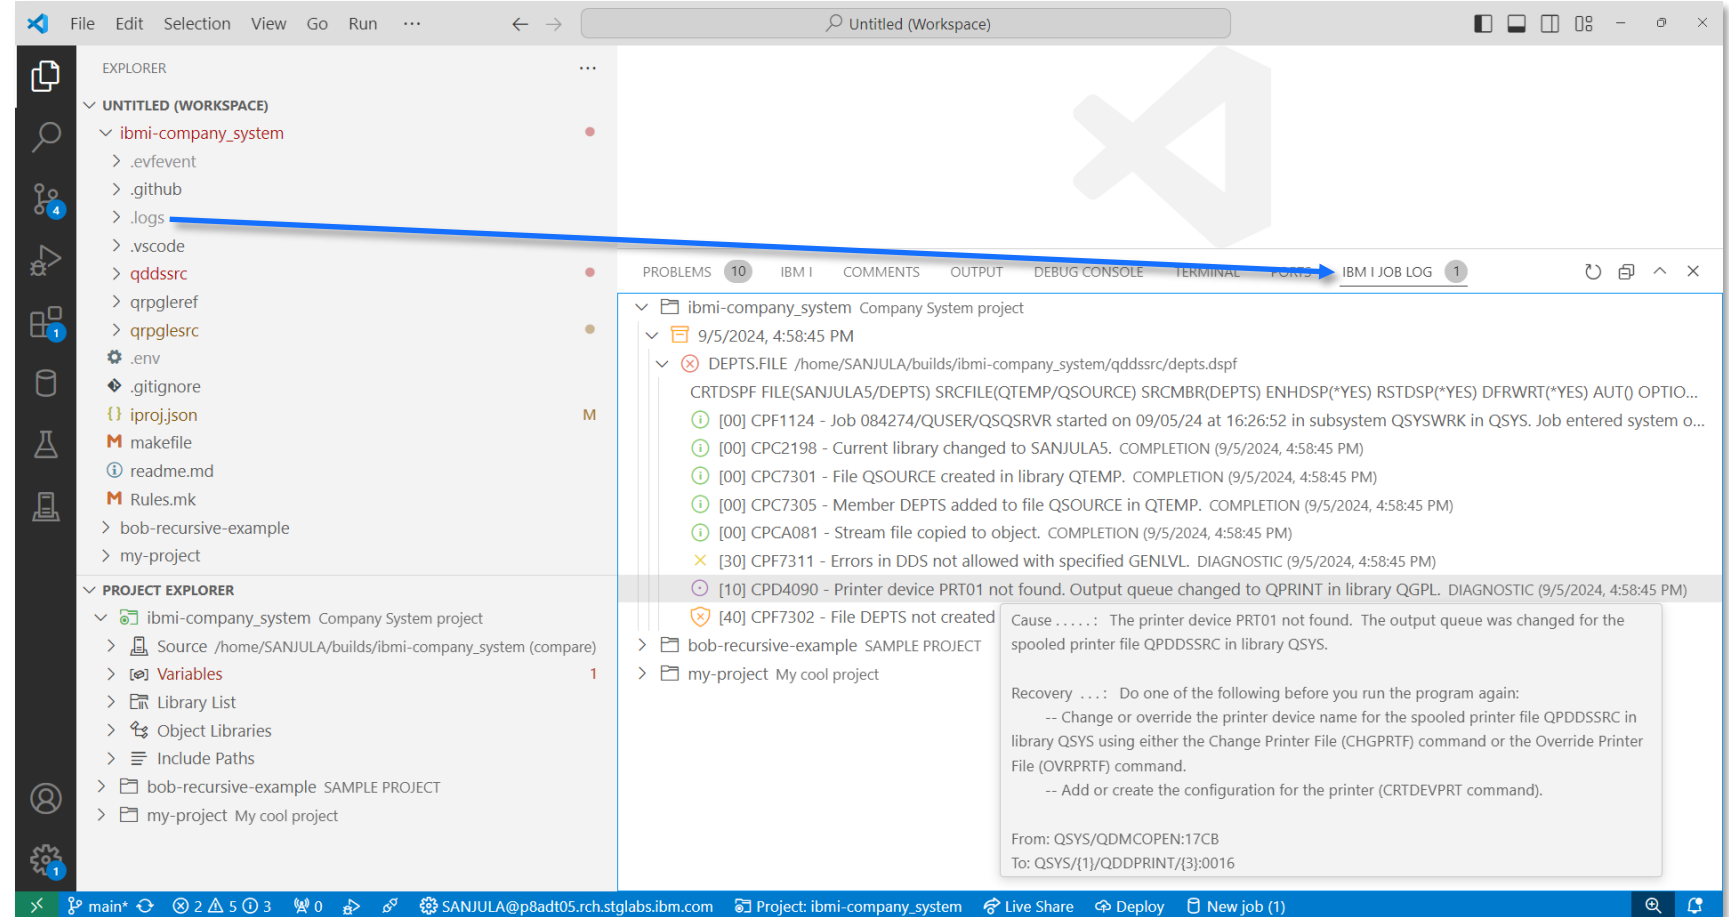 File Edit Selection View Go Run ···
Untitled (Workspace)
EXPLORER
UNTITLED (WORKSPACE)
ibmi-company_system
.evfevent
.github
.logs
.vscode
qddssrc
qrpgleref
qrpglesrc
.env
.gitignore
{} iproj.json M
M makefile
readme.md
M Rules.mk
bob-recursive-example
my-project
PROJECT EXPLORER
ibmi-company_system Company System project
Source /home/SANJULA/builds/ibmi-company_system (compare)
Variables 1
Library List
Object Libraries
Include Paths
bob-recursive-example SAMPLE PROJECT
my-project My cool project
4
1
1
PROBLEMS 10 IBM I COMMENTS OUTPUT DEBUG CONSOLE TERMINAL PORTS IBM I JOB LOG 1
ibmi-company_system Company System project
9/5/2024, 4:58:45 PM
DEPTS.FILE /home/SANJULA/builds/ibmi-company_system/qddssrc/depts.dspf
CRTDSPF FILE(SANJULA5/DEPTS) SRCFILE(QTEMP/QSOURCE) SRCMBR(DEPTS) ENHDSP(*YES) RSTDSP(*YES) DFRWRT(*YES) AUT() OPTIO...
[00] CPF1124 - Job 084274/QUSER/QSQSRVR started on 09/05/24 at 16:26:52 in subsystem QSYSWRK in QSYS. Job entered system o...
[00] CPC2198 - Current library changed to SANJULA5. COMPLETION (9/5/2024, 4:58:45 PM)
[00] CPC7301 - File QSOURCE created in library QTEMP. COMPLETION (9/5/2024, 4:58:45 PM)
[00] CPC7305 - Member DEPTS added to file QSOURCE in QTEMP. COMPLETION (9/5/2024, 4:58:45 PM)
[00] CPCA081 - Stream file copied to object. COMPLETION (9/5/2024, 4:58:45 PM)
[30] CPF7311 - Errors in DDS not allowed with specified GENLVL. DIAGNOSTIC (9/5/2024, 4:58:45 PM)
[10] CPD4090 - Printer device PRT01 not found. Output queue changed to QPRINT in library QGPL. DIAGNOSTIC (9/5/2024, 4:58:45 PM)
[40] CPF7302 - File DEPTS not created
bob-recursive-example SAMPLE PROJECT
my-project My cool project
Cause . . . . . : The printer device PRT01 not found. The output queue was changed for the
spooled printer file QPDDSSRC in library QSYS.
Recovery . . . : Do one of the following before you run the program again:
-- Change or override the printer device name for the spooled printer file QPDDSSRC in
library QSYS using either the Change Printer File (CHGPRTF) command or the Override Printer
File (OVRPRTF) command.
-- Add or create the configuration for the printer (CRTDEVPRT command).
From: QSYS/QDMCOPEN:17CB
To: QSYS/{1}/QDDPRINT/{3}:0016
main* 2 5 3 0 SANJULA@p8adt05.rch.stglabs.ibm.com Project: ibmi-company_system Live Share Deploy New job (1)